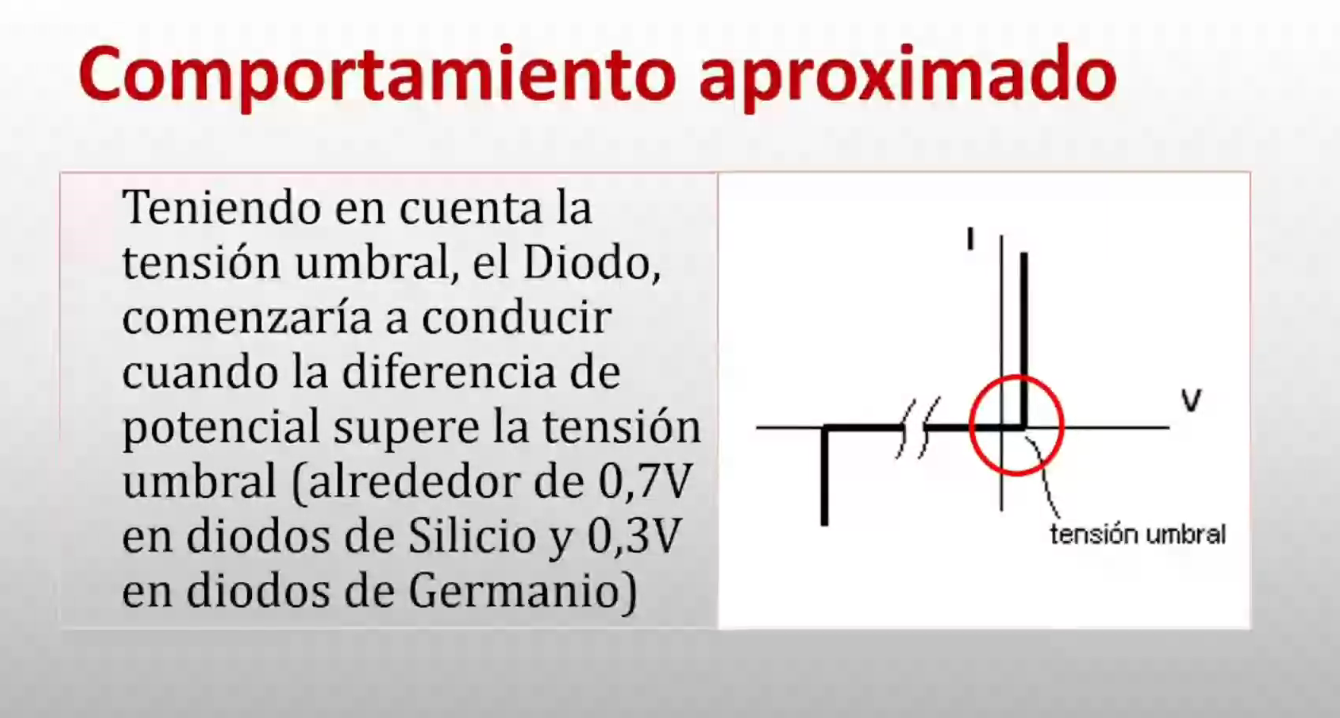 Comportamiento aproximado
Teniendo en cuenta la
tensión umbral, el Diodo,
comenzaría a conducir
cuando la diferencia de
potencial supere la tensión
umbral (alrededor de 0,7V
en diodos de Silicio y 0,3V
en diodos de Germanio)
I
V
tensión umbral